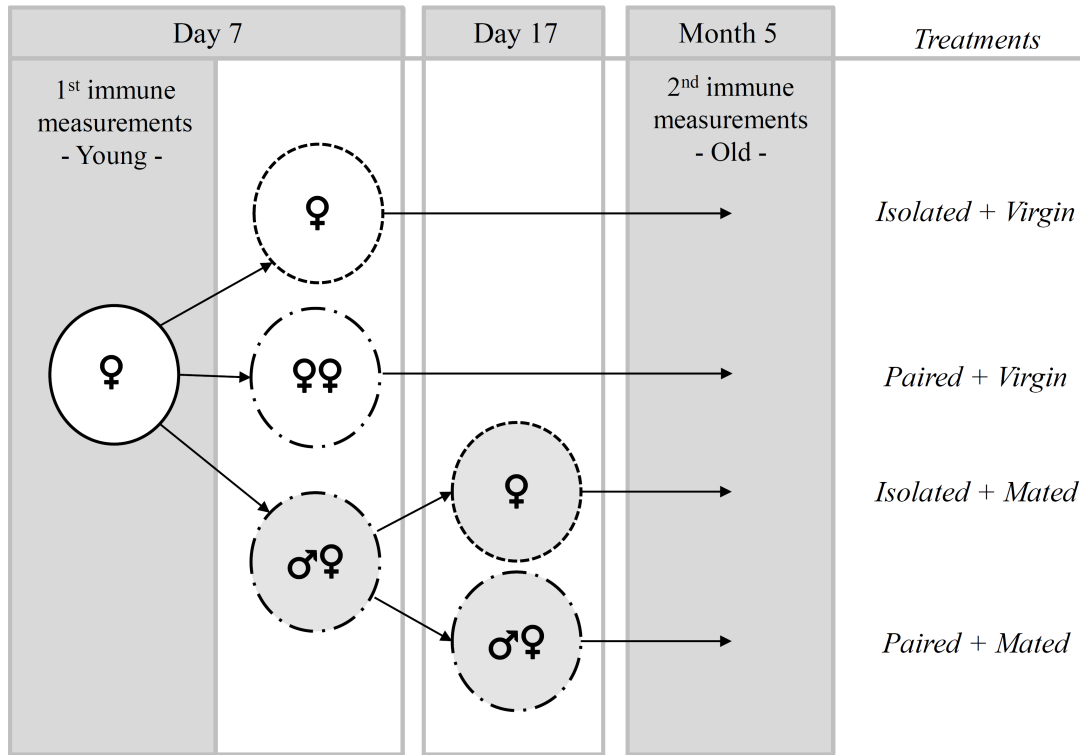 Day 7
Day 17
Month 5
Treatments
1st immune
measurements
- Young -
2nd immune
measurements
- Old -
♀
Isolated + Virgin
♀
♀♀
Paired + Virgin
♀
Isolated + Mated
♂♀
♂♀
Paired + Mated